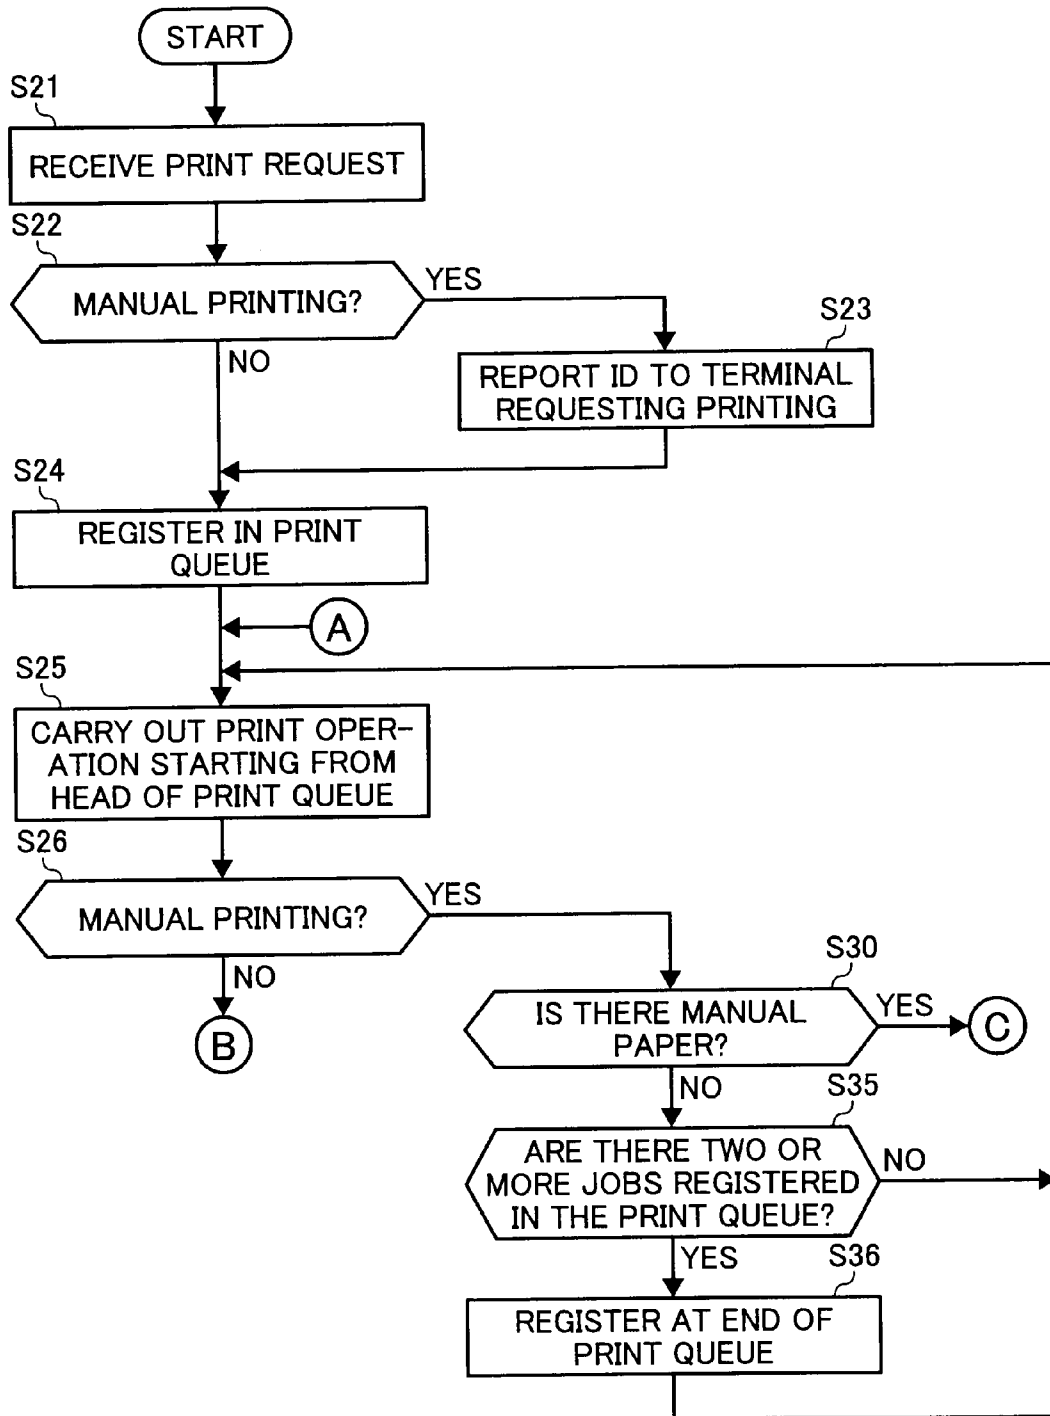 START
S21
RECEIVE PRINT REQUEST
S22
MANUAL PRINTING?
YES
NO
S23
REPORT ID TO TERMINAL
REQUESTING PRINTING
S24
REGISTER IN PRINT
QUEUE
A
S25
CARRY OUT PRINT OPER-
ATION STARTING FROM
HEAD OF PRINT QUEUE
S26
MANUAL PRINTING?
YES
NO
B
S30
IS THERE MANUAL
PAPER?
YES
C
NO
S35
ARE THERE TWO OR
MORE JOBS REGISTERED
IN THE PRINT QUEUE?
NO
YES
S36
REGISTER AT END OF
PRINT QUEUE